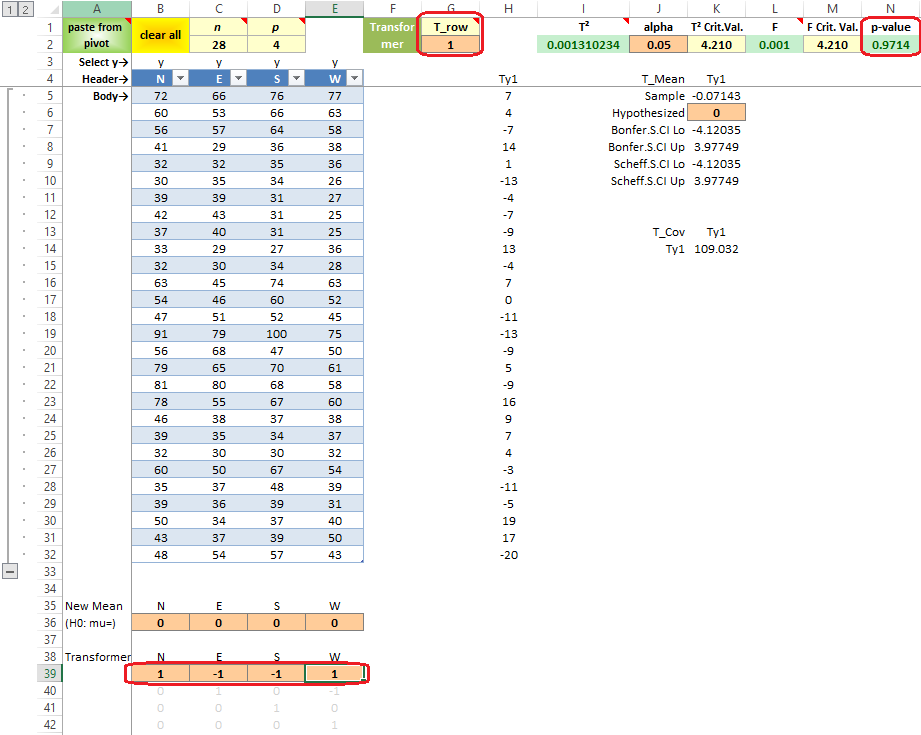 1 2 A B C D E F G H I J K L M N
1 paste from pivot clear all n p Transformer T_row T² alpha T² Crit.Val. F F Crit. Val. p-value
2 28 4 1 0.001310234 0.05 4.210 0.001 4.210 0.9714
3 Select y→ y y y y
4 Header→ N E S W Ty1 T_Mean Ty1
5 Body→ 72 66 76 77 7 Sample -0.07143
6 60 53 66 63 4 Hypothesized 0
7 56 57 64 58 -7 Bonfer.S.CI Lo -4.12035
8 41 29 36 38 14 Bonfer.S.CI Up 3.97749
9 32 32 35 36 1 Scheff.S.CI Lo -4.12035
10 30 35 34 26 -13 Scheff.S.CI Up 3.97749
11 39 39 31 27 -4
12 42 43 31 25 -7
13 37 40 31 25 -9 T_Cov Ty1
14 33 29 27 36 13 Ty1 109.032
15 32 30 34 28 -4
16 63 45 74 63 7
17 54 46 60 52 0
18 47 51 52 45 -11
19 91 79 100 75 -13
20 56 68 47 50 -9
21 79 65 70 61 5
22 81 80 68 58 -9
23 78 55 67 60 16
24 46 38 37 38 9
25 39 35 34 37 7
26 32 30 30 32 4
27 60 50 67 54 -3
28 35 37 48 39 -11
29 39 36 39 31 -5
30 50 34 37 40 19
31 43 37 39 50 17
32 48 54 57 43 -20
33
34
35 New Mean N E S W
36 (H0: mu=) 0 0 0 0
37
38 Transformer N E S W
39 1 -1 -1 1
40 0 1 0 -1
41 0 0 1 0
42 0 0 0 1